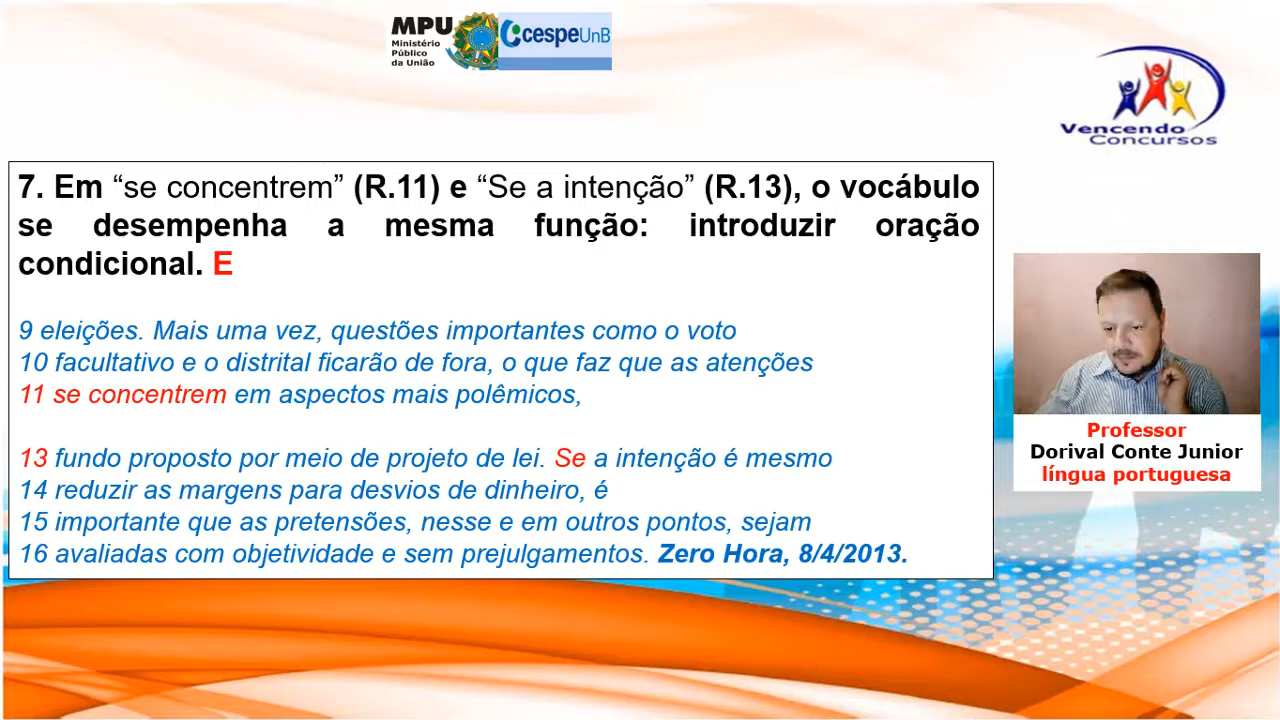 MPU
Ministério
Público
da União
cespeUnB
Vencendo
Concursos
7. Em “se concentrem” (R.11) e “Se a intenção” (R.13), o vocábulo
se desempenha a mesma função: introduzir oração
condicional. E
9 eleições. Mais uma vez, questões importantes como o voto
10 facultativo e o distrital ficarão de fora, o que faz que as atenções
11 se concentrem em aspectos mais polêmicos,
13 fundo proposto por meio de projeto de lei. Se a intenção é mesmo
14 reduzir as margens para desvios de dinheiro, é
15 importante que as pretensões, nesse e em outros pontos, sejam
16 avaliadas com objetividade e sem prejulgamentos. Zero Hora, 8/4/2013.
Professor
Dorival Conte Junior
língua portuguesa